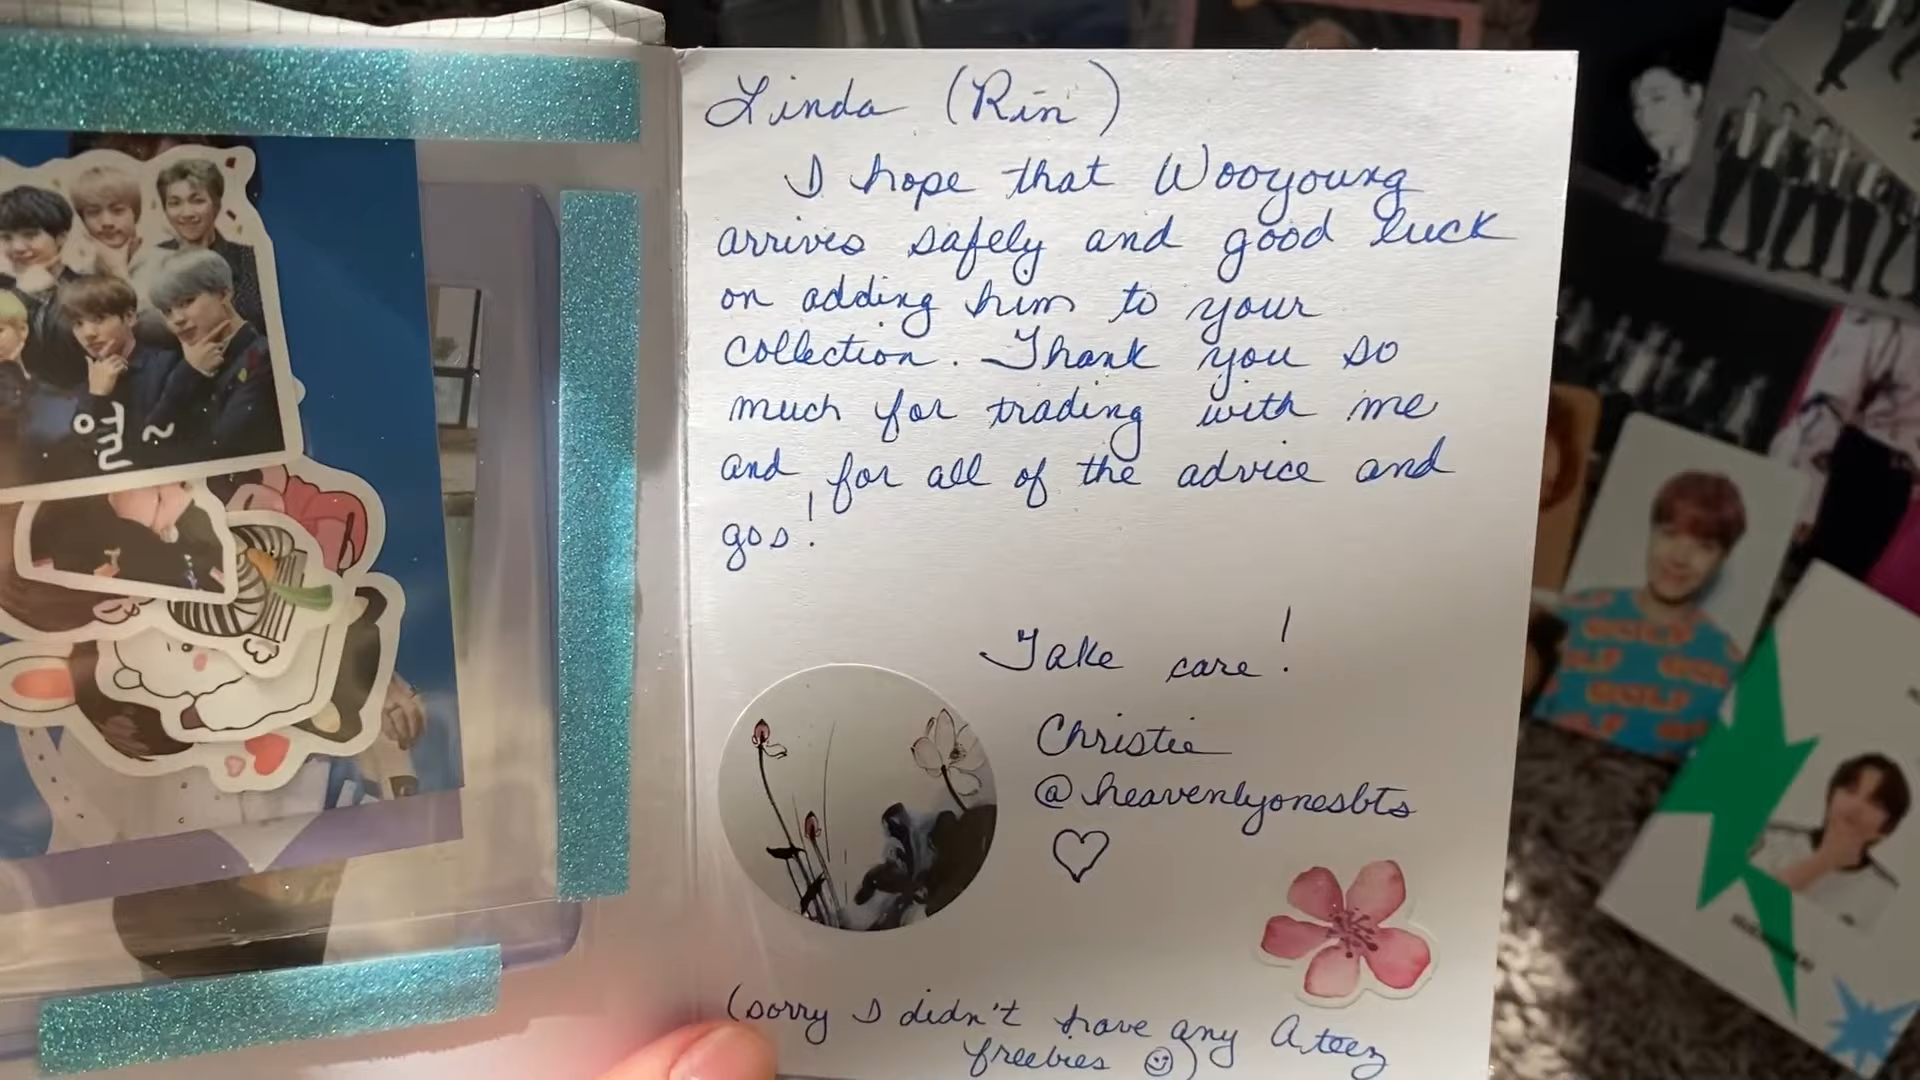 얼~
Linda (Rin)
I hope that Wooyoung
arrives safely and good luck
on adding him to your
collection. Thank you so
much for trading with me
and for all of the advice and
gos!
Take care!
Christie
@heavenlyonesbts
(sorry I didn't have any Ateez
freebies ☺)